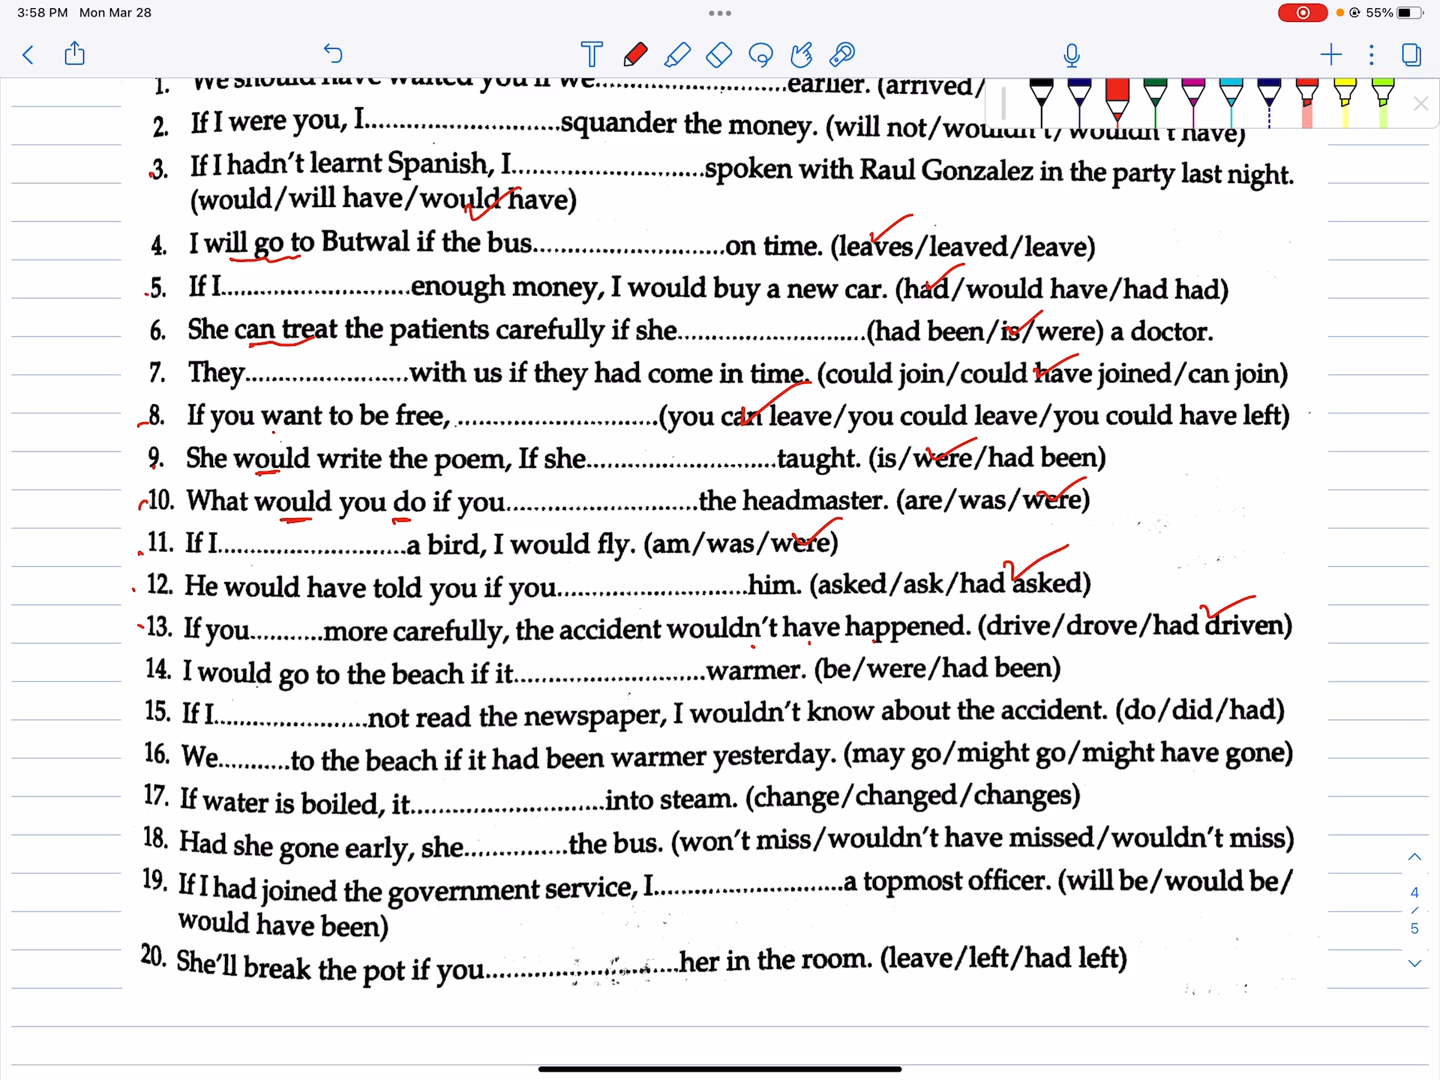 3:58 PM Mon Mar 28
55%
1. We should have waited you if we..............................earlier. (arrived/
2. If I were you, I..............................squander the money. (will not/wouldn't/wouldn't have)
3. If I hadn't learnt Spanish, I..............................spoken with Raul Gonzalez in the party last night.
(would/will have/would have)
4. I will go to Butwal if the bus..............................on time. (leaves/leaved/leave)
5. If I..............................enough money, I would buy a new car. (had/would have/had had)
6. She can treat the patients carefully if she..............................(had been/is/were) a doctor.
7. They.........................with us if they had come in time. (could join/could have joined/can join)
8. If you want to be free, ..............................(you can leave/you could leave/you could have left)
9. She would write the poem, If she..............................taught. (is/were/had been)
10. What would you do if you..............................the headmaster. (are/was/were)
11. If I..............................a bird, I would fly. (am/was/were)
12. He would have told you if you..............................him. (asked/ask/had asked)
13. If you...........more carefully, the accident wouldn't have happened. (drive/drove/had driven)
14. I would go to the beach if it..............................warmer. (be/were/had been)
15. If I.......................not read the newspaper, I wouldn't know about the accident. (do/did/had)
16. We...........to the beach if it had been warmer yesterday. (may go/might go/might have gone)
17. If water is boiled, it..............................into steam. (change/changed/changes)
18. Had she gone early, she...............the bus. (won't miss/wouldn't have missed/wouldn't miss)
19. If I had joined the government service, I..............................a topmost officer. (will be/would be/
would have been)
20. She'll break the pot if you..............................her in the room. (leave/left/had left)
4
/
5